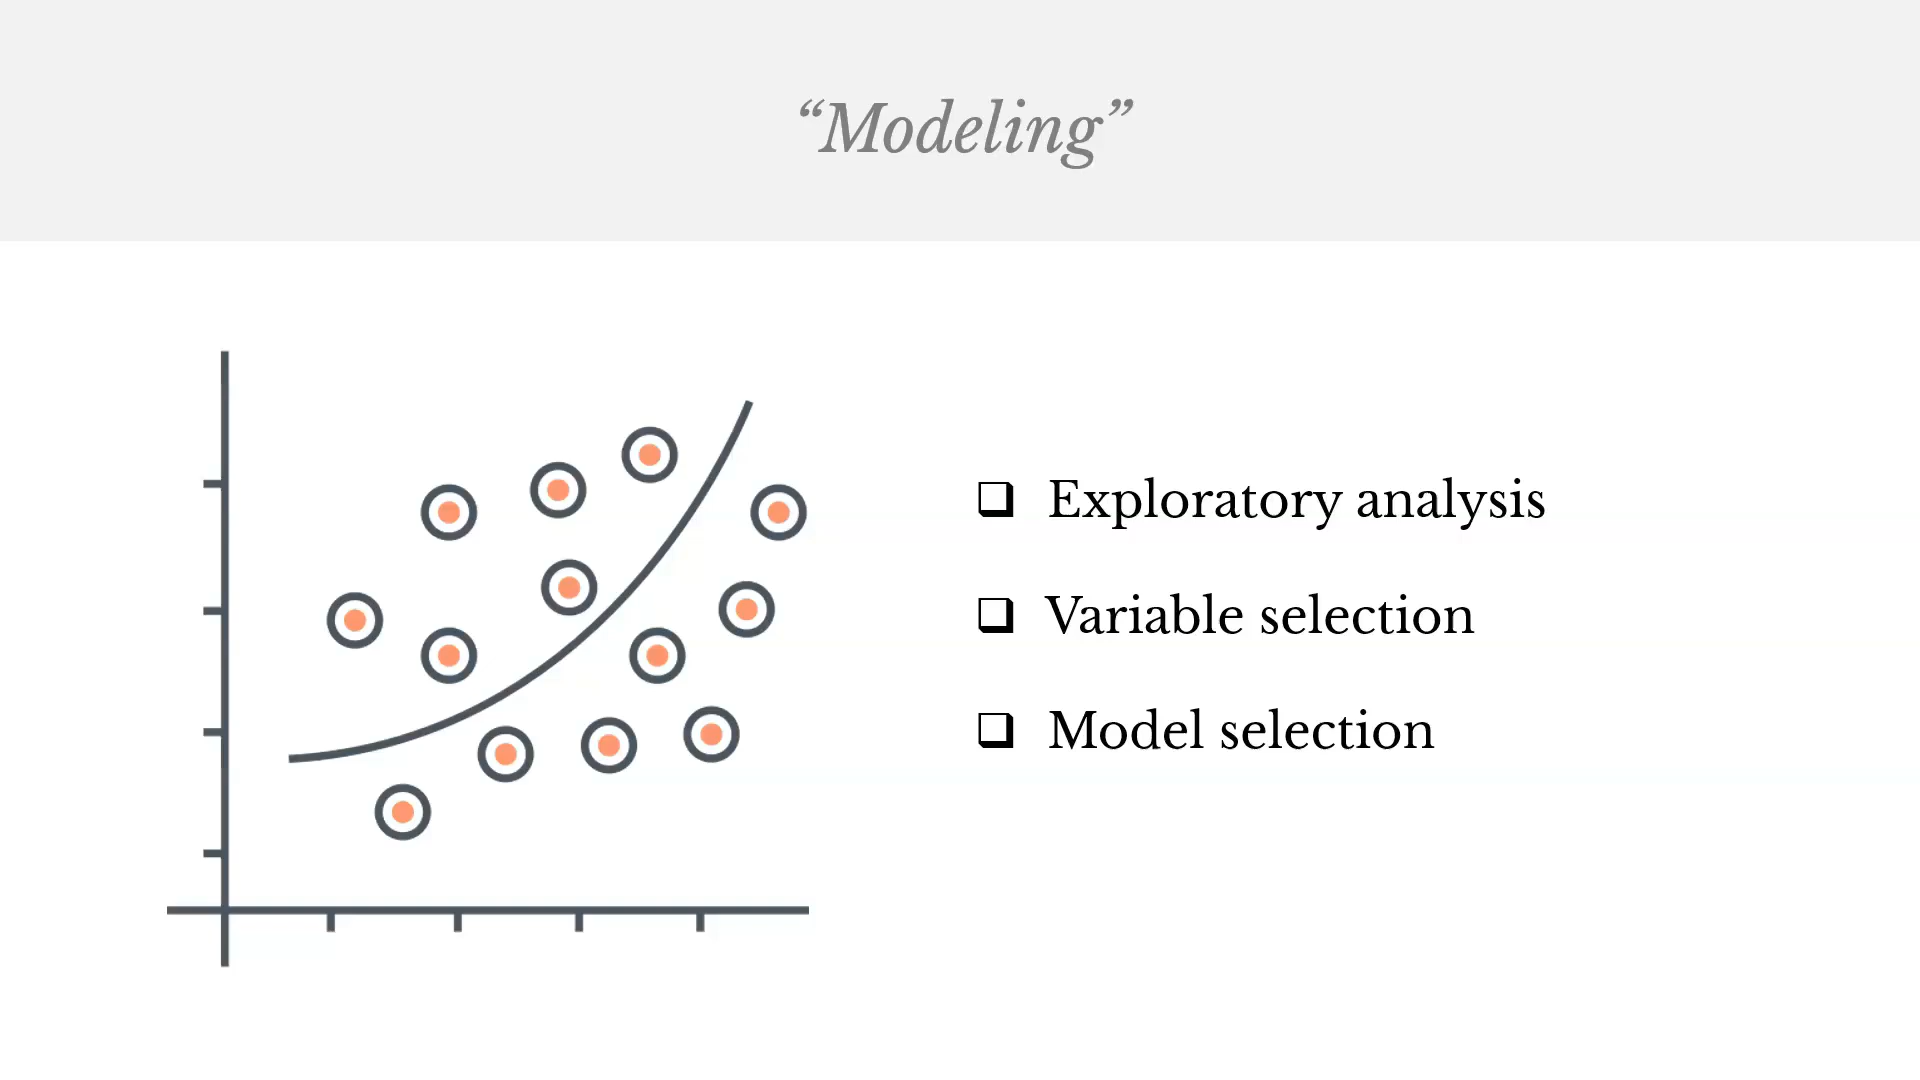 “Modeling”
Exploratory analysis
Variable selection
Model selection